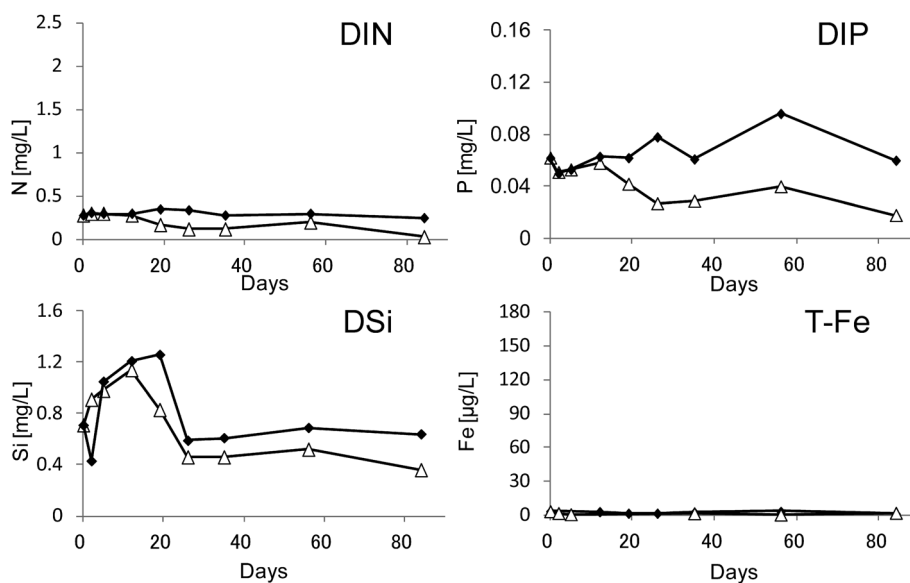 DIN
2.5
2
1.5
1
0.5
0
N [mg/L]
0 20 40 60 80
Days
DIP
0.16
0.12
0.08
0.04
0
P [mg/L]
0 20 40 60 80
Days
DSi
1.6
1.2
0.8
0.4
0
Si [mg/L]
0 20 40 60 80
Days
T-Fe
180
150
120
90
60
30
0
Fe [µg/L]
0 20 40 60 80
Days